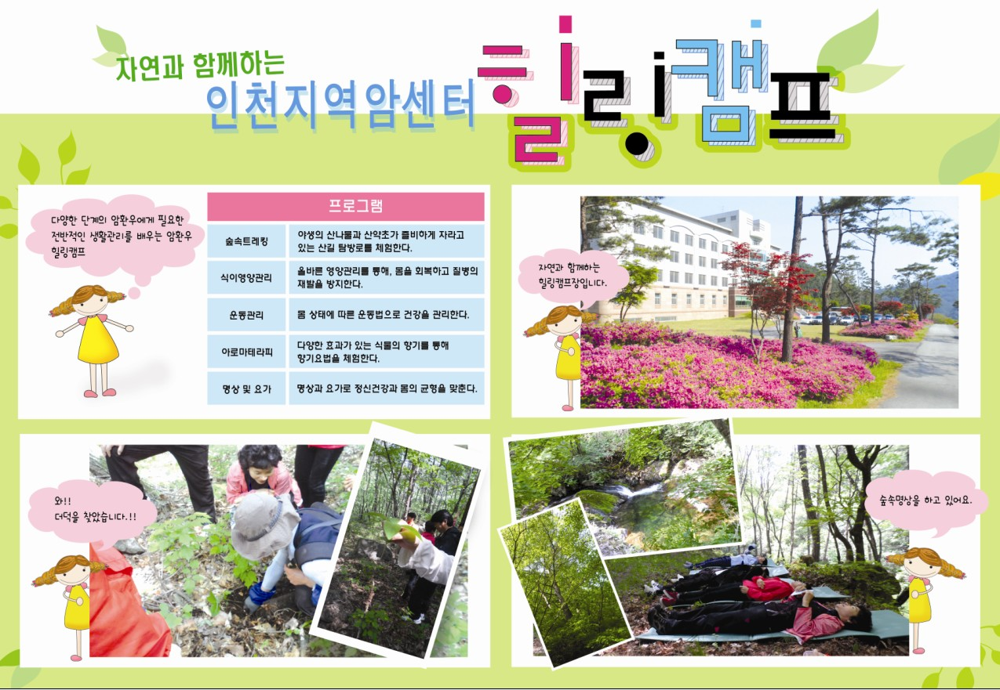 자연과 함께하는
인천지역암센터
힐링캠프
다양한 단계의 암환우에게 필요한
전반적인 생활관리를 배우는 암환우
힐링캠프
프로그램
숲속트레킹
야생의 산나물과 산약초가 즐비하게 자라고
있는 산길 탐방로를 체험한다.
식이영양관리
올바른 영양관리를 통해, 몸을 회복하고 질병의
재발을 방지한다.
운동관리
몸 상태에 따른 운동법으로 건강을 관리한다.
아로마테라피
다양한 효과가 있는 식물의 향기를 통해
향기요법을 체험한다.
명상 및 요가
명상과 요가로 정신건강과 몸의 균형을 맞춘다.
자연과 함께하는
힐링캠프장입니다.
와!!
더덕을 찾았습니다.!!
숲속명상을 하고 있어요.